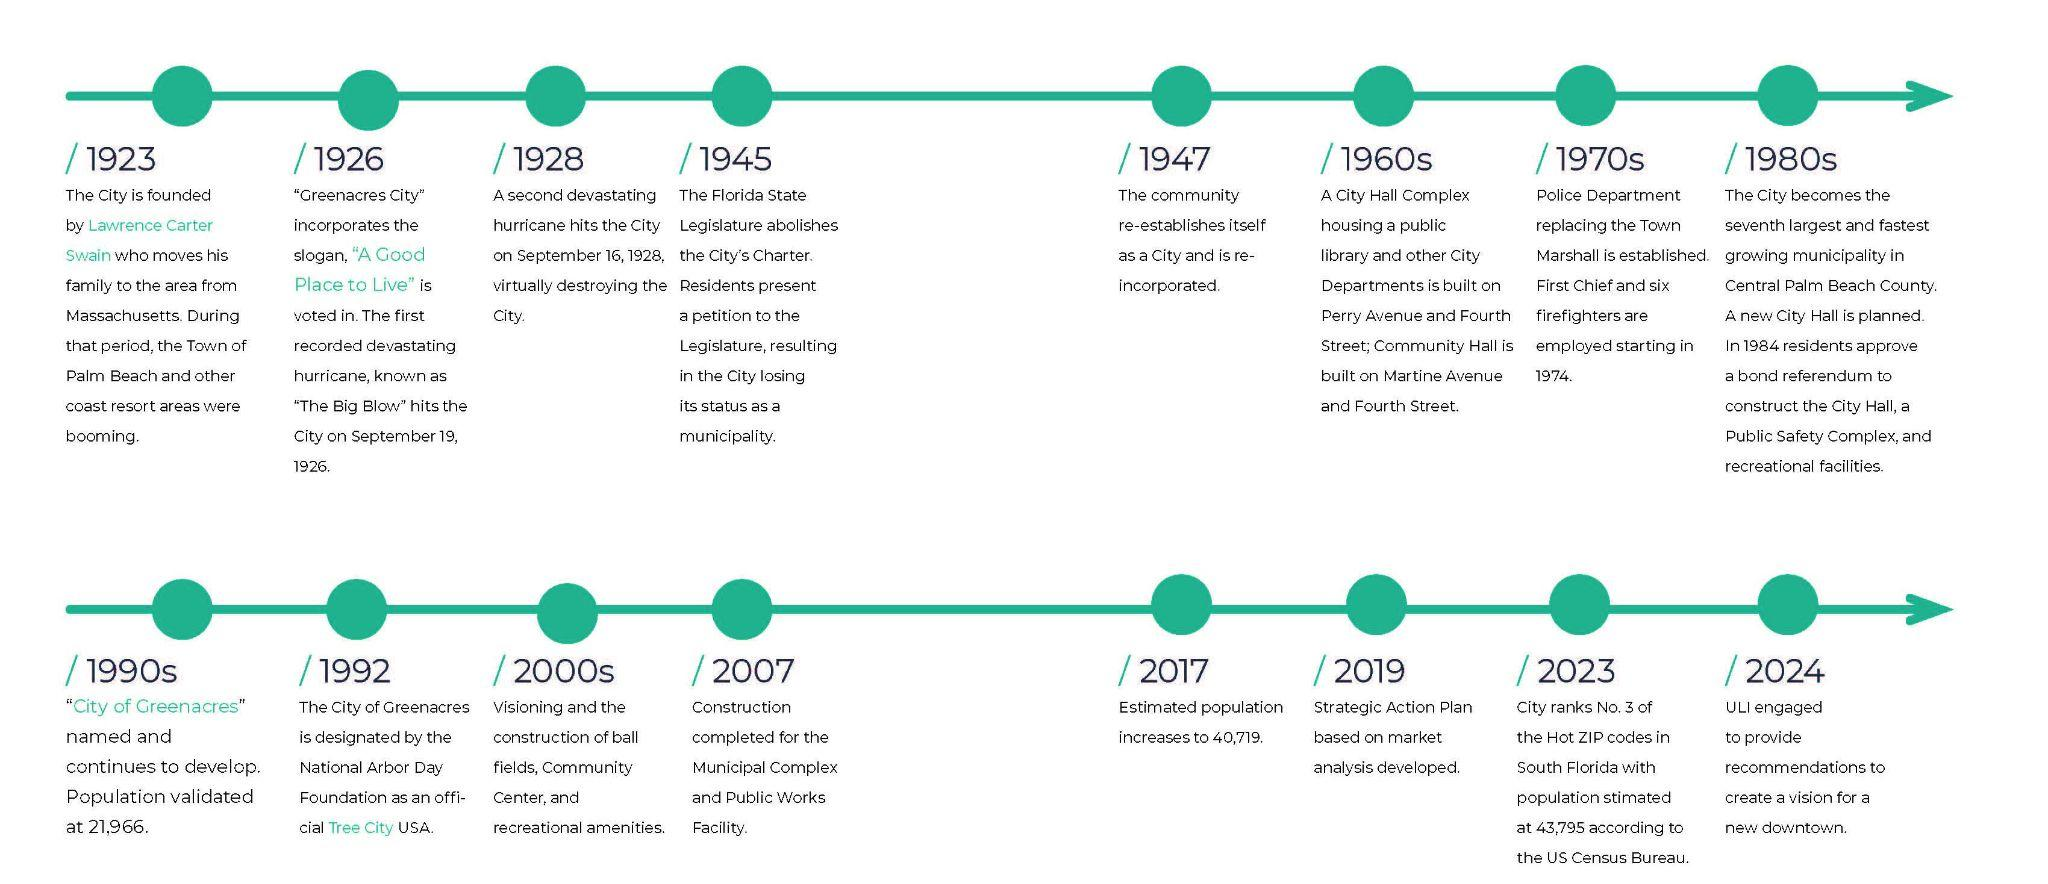 / 1923
The City is founded
by Lawrence Carter
Swain who moves his
family to the area from
Massachusetts. During
that period, the Town of
Palm Beach and other
coast resort areas were
booming.
/ 1926
“Greenacres City”
incorporates the
slogan, “A Good
Place to Live” is
voted in. The first
recorded devastating
hurricane, known as
“The Big Blow” hits the
City on September 19,
1926.
/ 1928
A second devastating
hurricane hits the City
on September 16, 1928,
virtually destroying the
City.
/ 1945
The Florida State
Legislature abolishes
the City’s Charter.
Residents present
a petition to the
Legislature, resulting
in the City losing
its status as a
municipality.
/ 1947
The community
re-establishes itself
as a City and is re-
incorporated.
/ 1960s
A City Hall Complex
housing a public
library and other City
Departments is built on
Perry Avenue and Fourth
Street; Community Hall is
built on Martine Avenue
and Fourth Street.
/ 1970s
Police Department
replacing the Town
Marshall is established.
First Chief and six
firefighters are
employed starting in
1974.
/ 1980s
The City becomes the
seventh largest and fastest
growing municipality in
Central Palm Beach County.
A new City Hall is planned.
In 1984 residents approve
a bond referendum to
construct the City Hall, a
Public Safety Complex, and
recreational facilities.
/ 1990s
“City of Greenacres”
named and
continues to develop.
Population validated
at 21,966.
/ 1992
The City of Greenacres
is designated by the
National Arbor Day
Foundation as an offi-
cial Tree City USA.
/ 2000s
Visioning and the
construction of ball
fields, Community
Center, and
recreational amenities.
/ 2007
Construction
completed for the
Municipal Complex
and Public Works
Facility.
/ 2017
Estimated population
increases to 40,719.
/ 2019
Strategic Action Plan
based on market
analysis developed.
/ 2023
City ranks No. 3 of
the Hot ZIP codes in
South Florida with
population stimated
at 43,795 according to
the US Census Bureau.
/ 2024
ULI engaged
to provide
recommendations to
create a vision for a
new downtown.